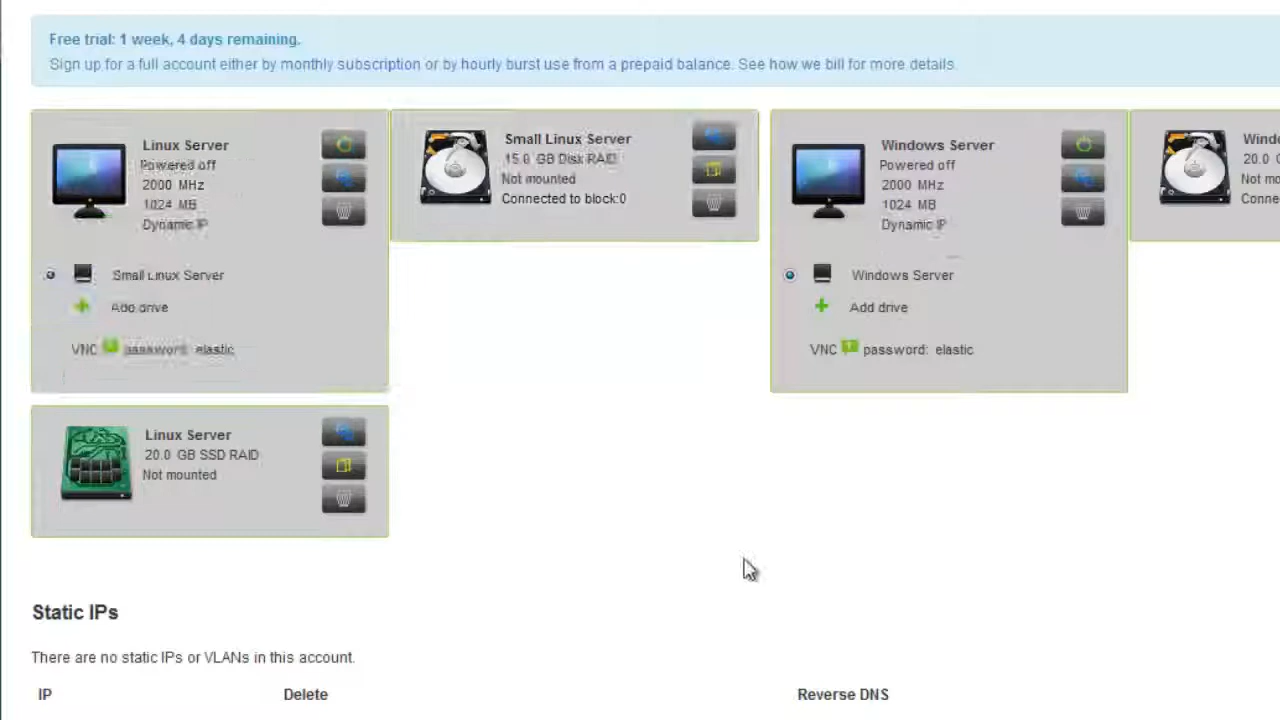 Free trial: 1 week, 4 days remaining.
Sign up for a full account either by monthly subscription or by hourly burst use from a prepaid balance. See how we bill for more details.
Linux Server
Powered off
2000 MHz
1024 MB
Dynamic IP
Small Linux Server
Add drive
VNC password: elastic
Small Linux Server
15.0 GB Disk RAID
Not mounted
Connected to block:0
Windows Server
Powered off
2000 MHz
1024 MB
Dynamic IP
Windows Server
Add drive
VNC password: elastic
20.0
Linux Server
20.0 GB SSD RAID
Not mounted
Static IPs
There are no static IPs or VLANs in this account.
IP Delete Reverse DNS